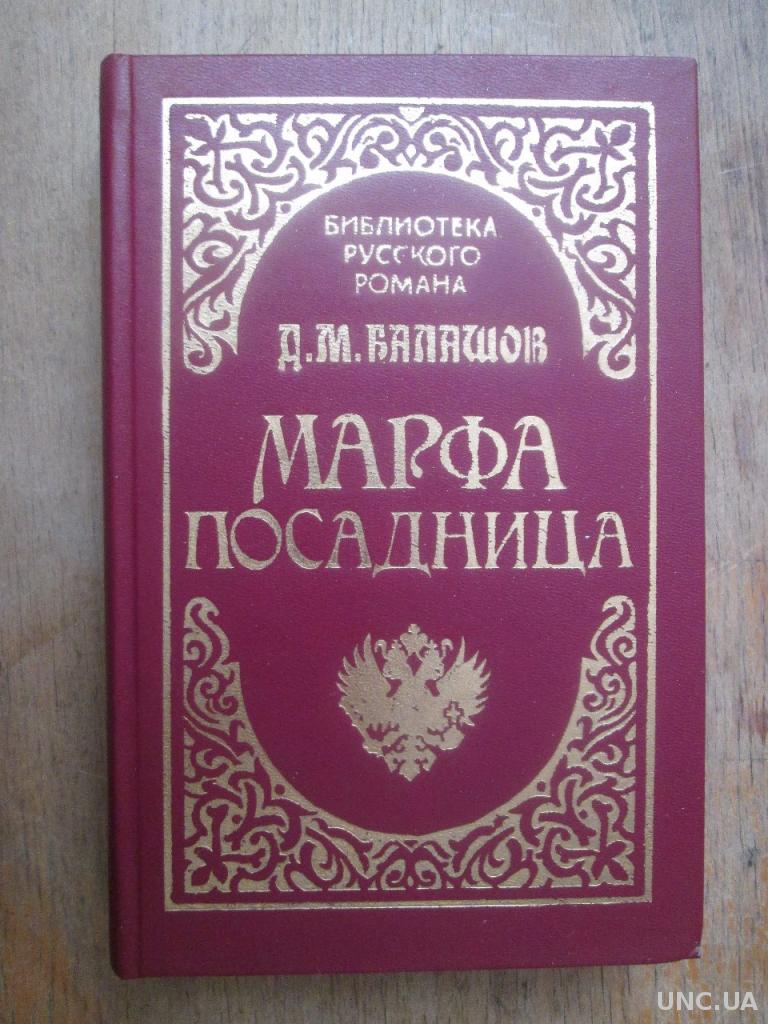 БИБЛИОТЕКА
РУССКОГО
РОМАНА
Д.М.БАЛАШОВ
МАРФА
ПОСАДНИЦА
UNC.UA